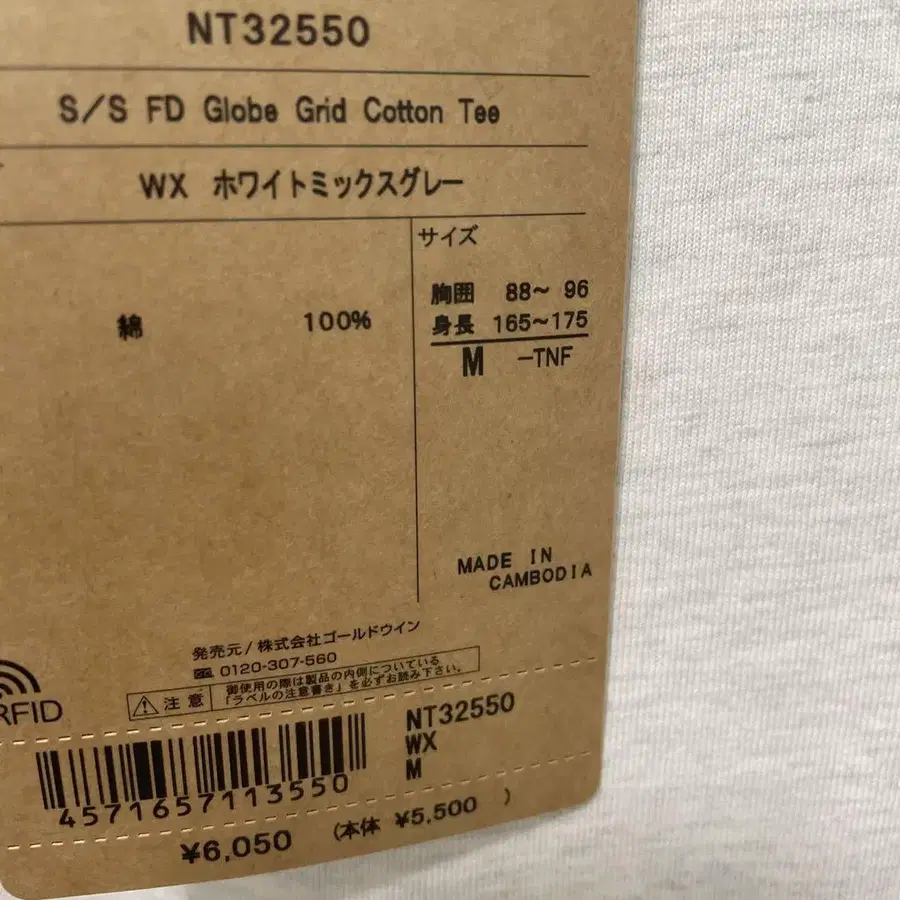 NT32550
S/S FD Globe Grid Cotton Tee
WX ホワイトミックスグレー
サイズ
綿 100%
胸囲 88~ 96
身長 165~175
M -TNF
MADE IN
CAMBODIA
発売元/株式会社ゴールドウイン
0120-307-560
RFID
注意
御使用の際は製品の内側についている
「ラベルの注意書き」を必ずお読み下さい。
NT32550
WX
M
4571657113550
¥6,050 (本体 ¥5,500 )